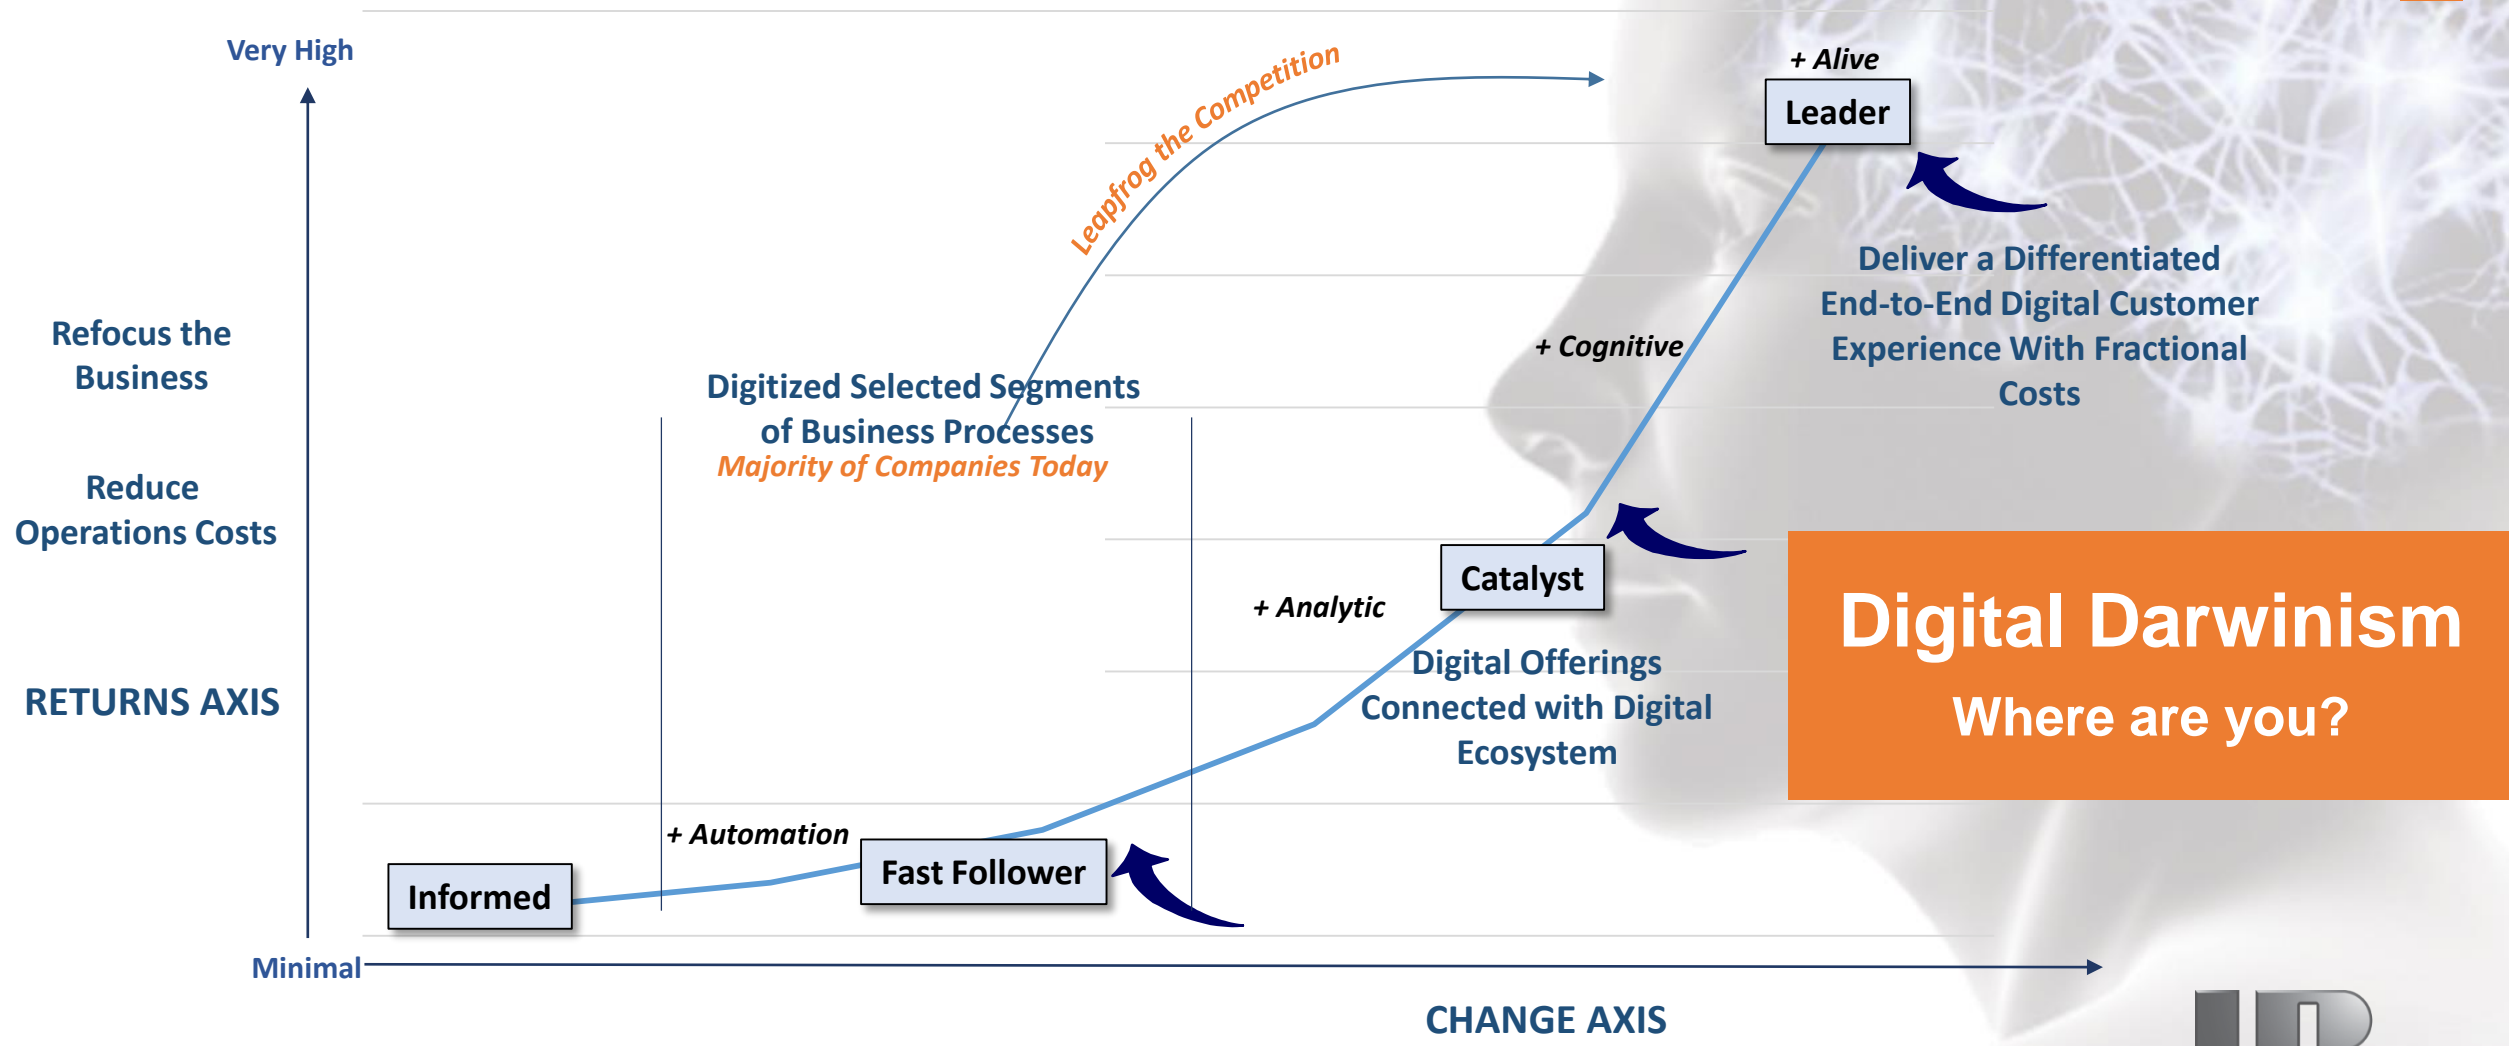 Very High
+ Alive
Leader
Leapfrog the Competition
Deliver a Differentiated
End-to-End Digital Customer
Experience With Fractional
Costs
Refocus the
Business
+ Cognitive
Digitized Selected Segments
of Business Processes
Majority of Companies Today
Reduce
Operations Costs
Catalyst
+ Analytic
Digital Offerings
Connected with Digital
Ecosystem
Digital Darwinism
Where are you?
RETURNS AXIS
+ Automation
Fast Follower
Informed
Minimal
CHANGE AXIS